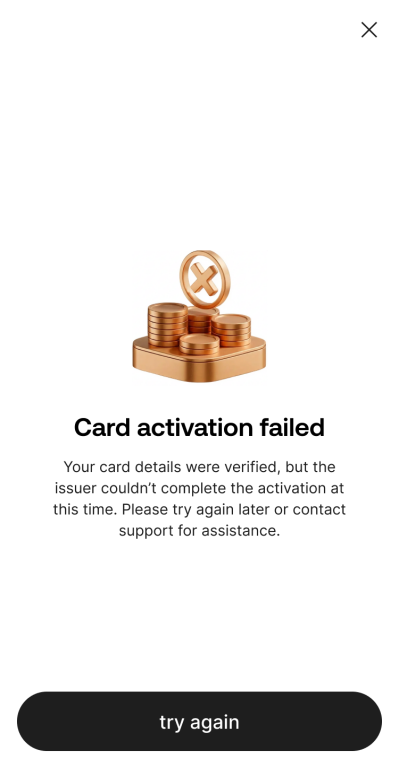 Card activation failed
Your card details were verified, but the
issuer couldn’t complete the activation at
this time. Please try again later or contact
support for assistance.
try again